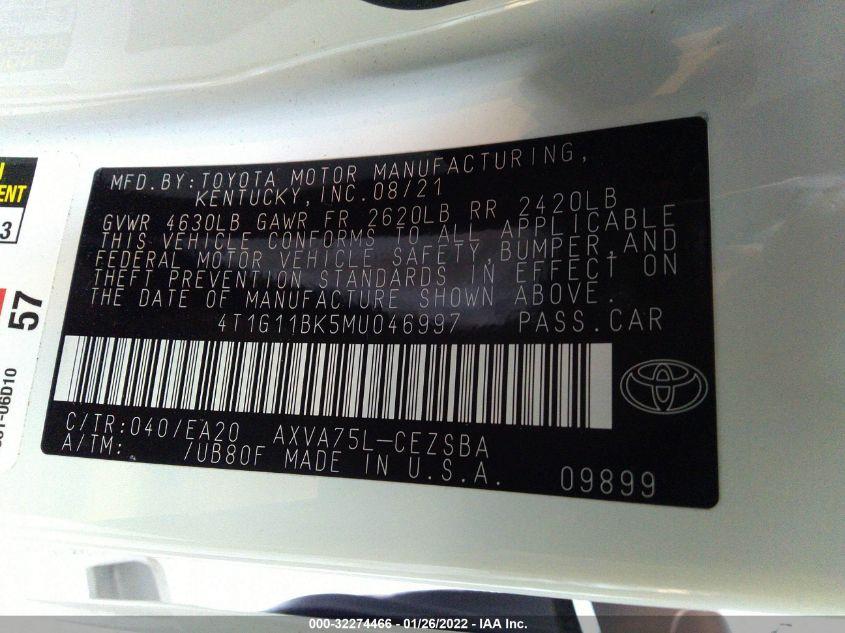 MFD.BY:TOYOTA MOTOR MANUFACTURING,
KENTUCKY, INC. 08/21
GVWR 4630LB GAWR FR 2620LB RR 2420LB
THIS VEHICLE CONFORMS TO ALL APPLICABLE
FEDERAL MOTOR VEHICLE SAFETY, BUMPER, AND
THEFT PREVENTION STANDARDS IN EFFECT ON
THE DATE OF MANUFACTURE SHOWN ABOVE.
4T1G11BK5MU046997 PASS.CAR
C/TR:040/EA20 AXVA75L-CEZSBA
A/TM: /UB80F MADE IN U.S.A.
09899
3
57
000-32274466 - 01/26/2022 - IAA Inc.